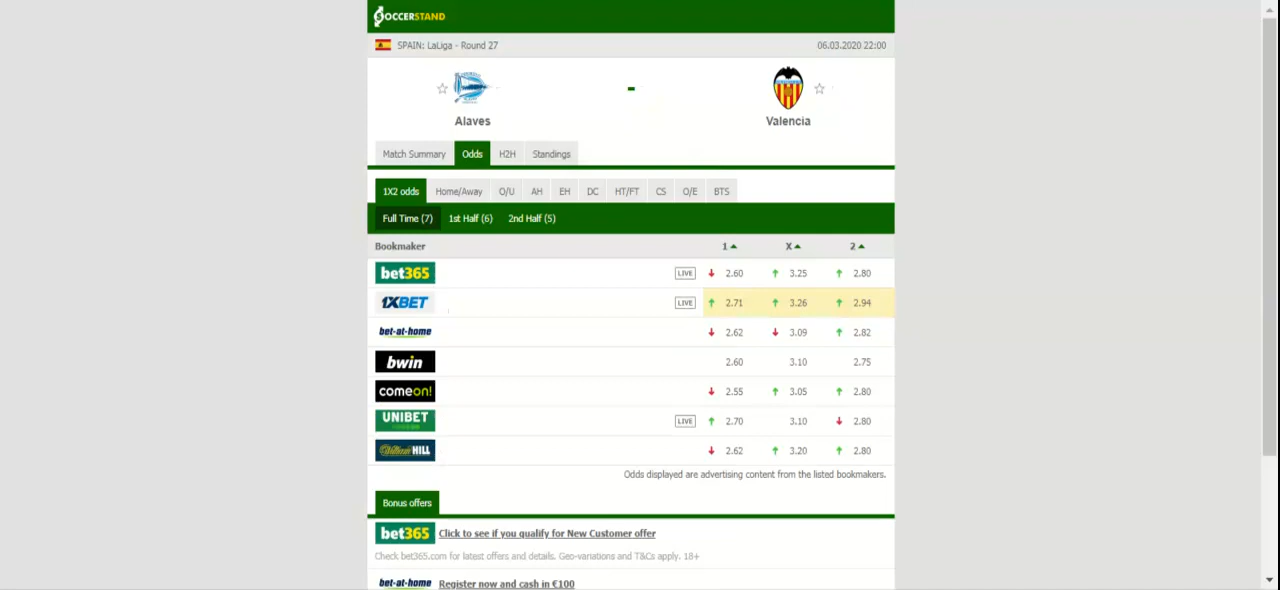 SOCCERSTAND
SPAIN: LaLiga - Round 27 06.03.2020 22:00
-
Alaves Valencia
Match Summary Odds H2H Standings
1X2 odds Home/Away O/U AH EH DC HT/FT CS O/E BTS
Full Time (7) 1st Half (6) 2nd Half (5)
Bookmaker 1 X 2
bet365 LIVE 2.60 3.25 2.80
1XBET LIVE 2.71 3.26 2.94
bet-at-home 2.62 3.09 2.82
bwin 2.60 3.10 2.75
comeon! 2.55 3.05 2.80
UNIBET LIVE 2.70 3.10 2.80
William HILL 2.62 3.20 2.80
Odds displayed are advertising content from the listed bookmakers.
Bonus offers
bet365 Click to see if you qualify for New Customer offer
Check bet365.com for latest offers and details. Geo-variations and T&Cs apply. 18+
bet-at-home Register now and cash in €100